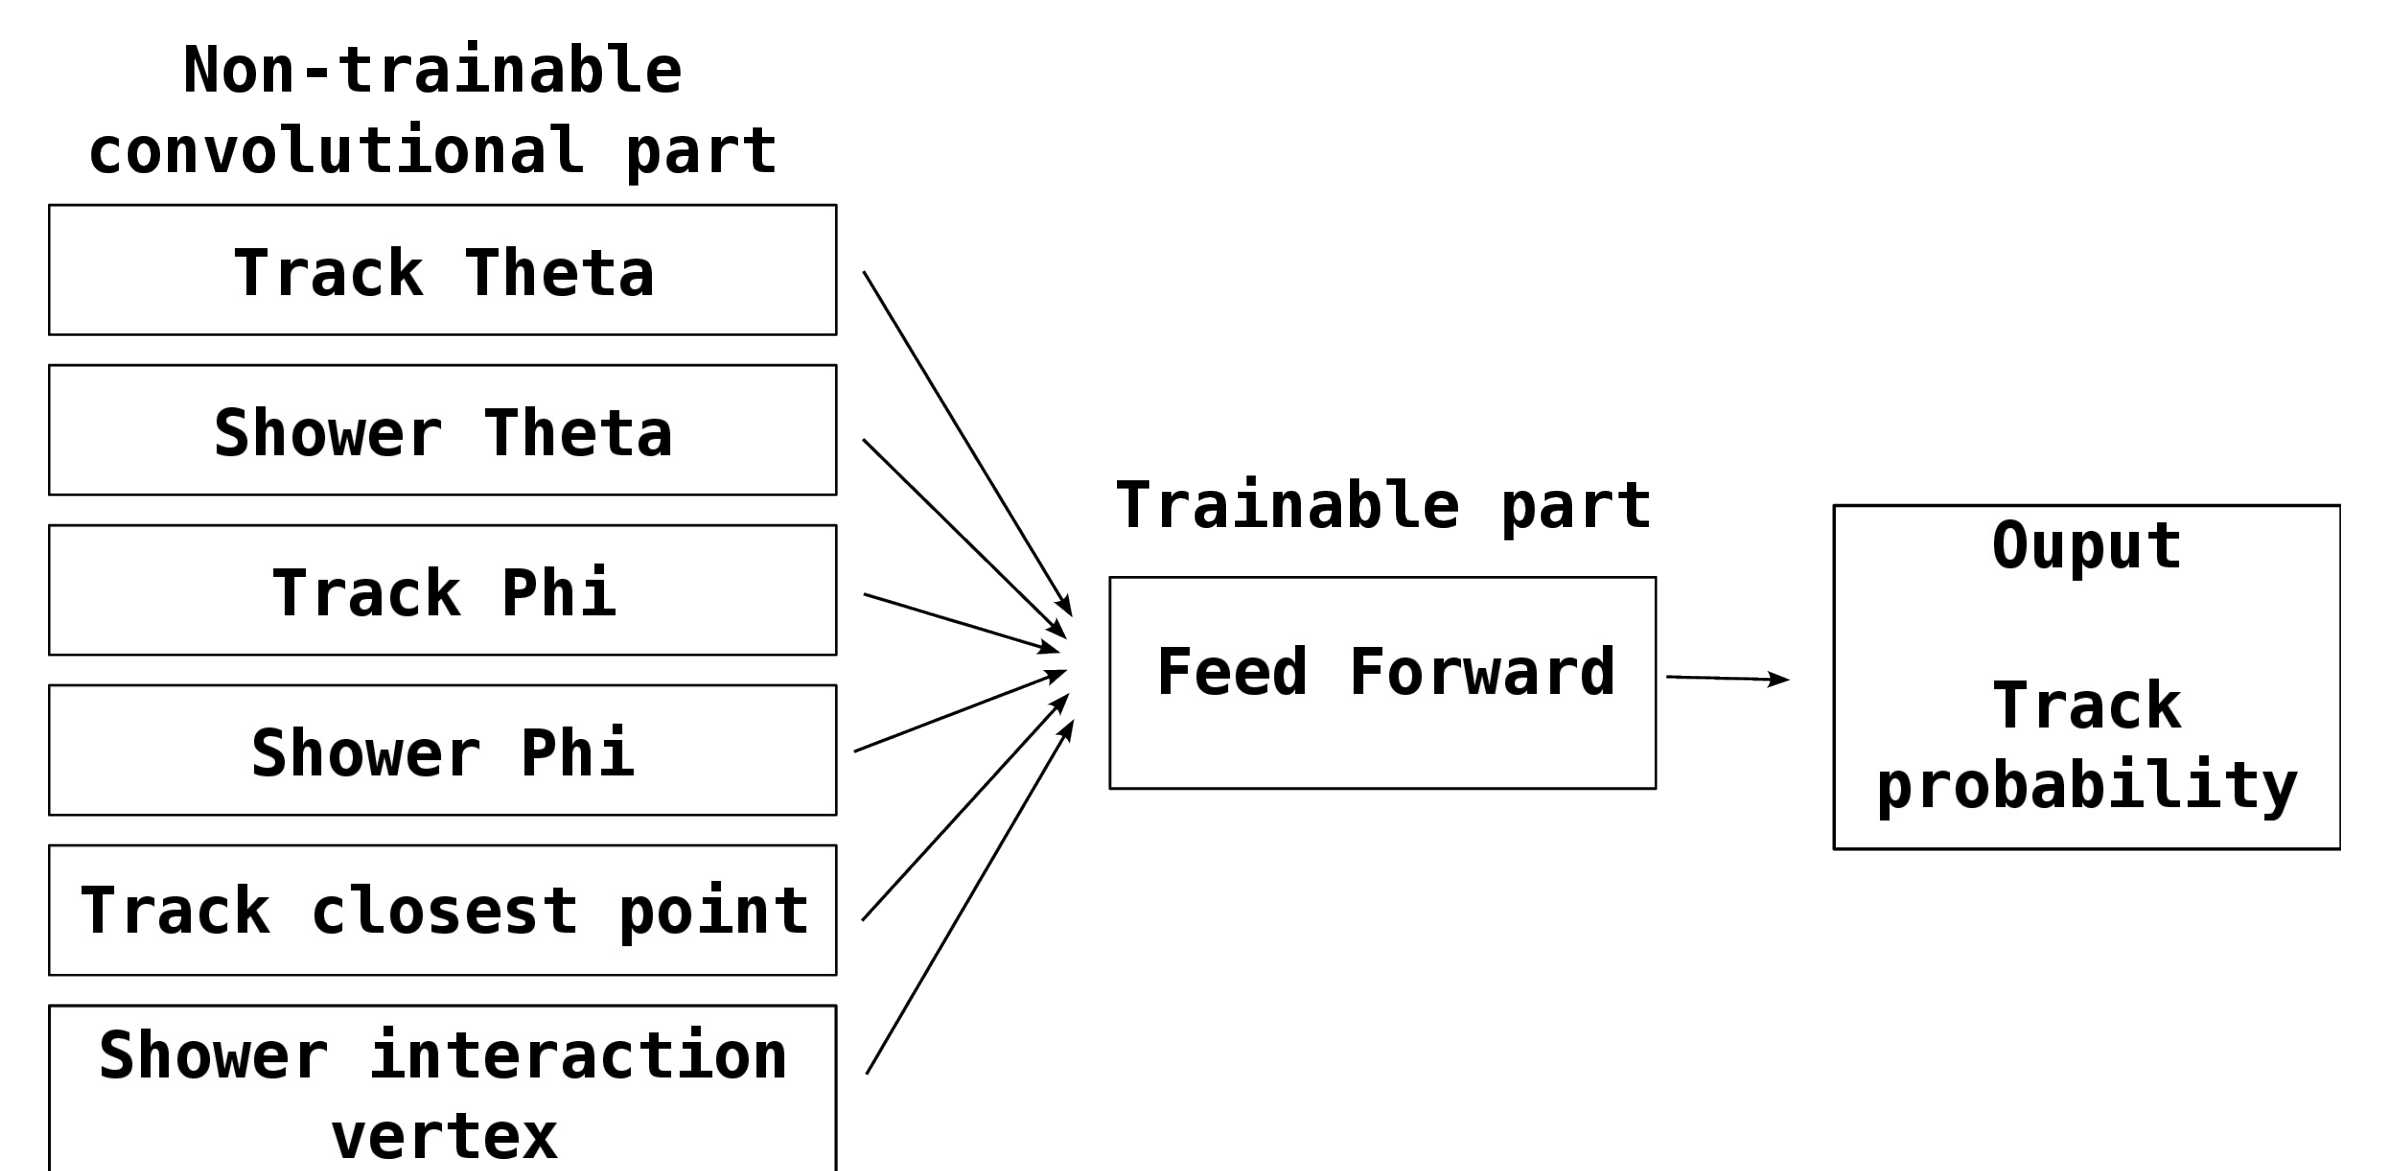 Non-trainable
convolutional part
Track Theta
Shower Theta
Track Phi
Shower Phi
Track closest point
Shower interaction
vertex
Trainable part
Feed Forward
Ouput
Track
probability